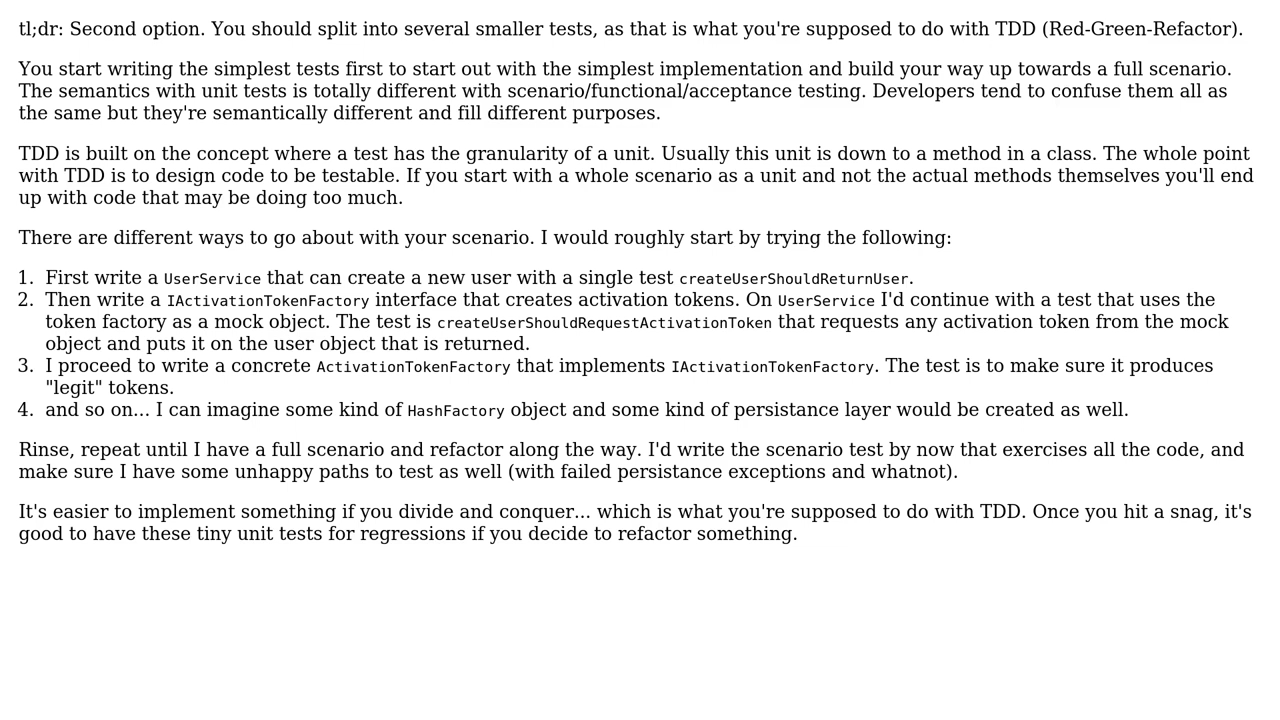 tl;dr: Second option. You should split into several smaller tests, as that is what you're supposed to do with TDD (Red-Green-Refactor).
You start writing the simplest tests first to start out with the simplest implementation and build your way up towards a full scenario.
The semantics with unit tests is totally different with scenario/functional/acceptance testing. Developers tend to confuse them all as
the same but they're semantically different and fill different purposes.
TDD is built on the concept where a test has the granularity of a unit. Usually this unit is down to a method in a class. The whole point
with TDD is to design code to be testable. If you start with a whole scenario as a unit and not the actual methods themselves you'll end
up with code that may be doing too much.
There are different ways to go about with your scenario. I would roughly start by trying the following:
1. First write a UserService that can create a new user with a single test createUserShouldReturnUser.
2. Then write a IActivationTokenFactory interface that creates activation tokens. On UserService I'd continue with a test that uses the
token factory as a mock object. The test is createUserShouldRequestActivationToken that requests any activation token from the mock
object and puts it on the user object that is returned.
3. I proceed to write a concrete ActivationTokenFactory that implements IActivationTokenFactory. The test is to make sure it produces
"legit" tokens.
4. and so on... I can imagine some kind of HashFactory object and some kind of persistance layer would be created as well.
Rinse, repeat until I have a full scenario and refactor along the way. I'd write the scenario test by now that exercises all the code, and
make sure I have some unhappy paths to test as well (with failed persistance exceptions and whatnot).
It's easier to implement something if you divide and conquer... which is what you're supposed to do with TDD. Once you hit a snag, it's
good to have these tiny unit tests for regressions if you decide to refactor something.